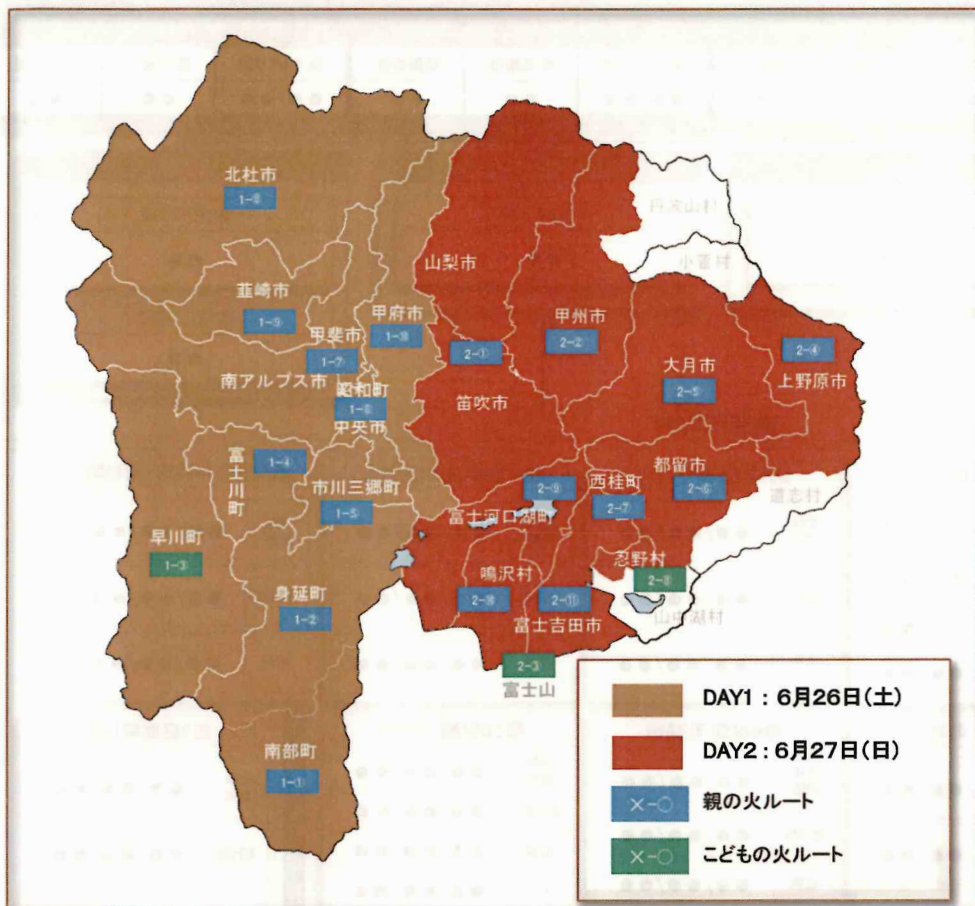 北杜市
1-⑧
丹波山村
小菅村
山梨市
韮崎市
1-⑨
甲府市
1-⑩
甲斐市
1-⑦
2-①
甲州市
2-②
大月市
2-⑤
2-④
上野原市
南アルプス市
昭和町
1-⑥
中央市
笛吹市
富士川町
1-④
市川三郷町
1-⑤
2-⑨
富士河口湖町
西桂町
2-⑦
都留市
2-⑥
道志村
早川町
1-③
身延町
1-②
鳴沢村
2-⑩
2-⑪
富士吉田市
忍野村
2-⑧
山中湖村
2-③
富士山
南部町
1-①
DAY1：6月26日(土)
DAY2：6月27日(日)
×-○ 親の火ルート
×-○ こどもの火ルート